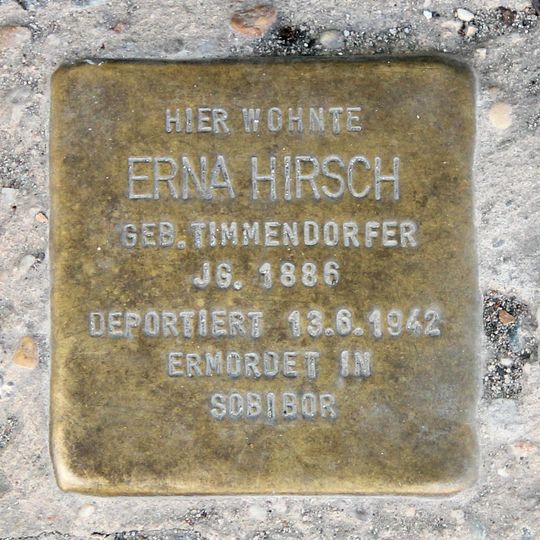 HIER WOHNTE
ERNA HIRSCH
GEB. TIMMENDORFER
JG. 1886
DEPORTIERT 13.6.1942
ERMORDET IN
SOBIBOR